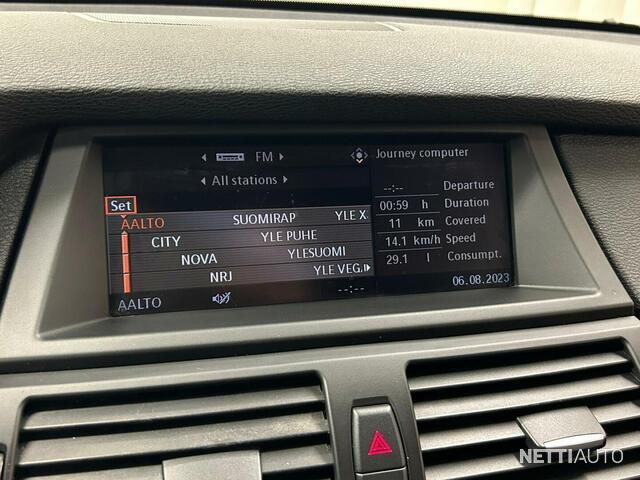 FM
All stations
Set
AALTO SUOMIRAP YLE X
CITY YLE PUHE
NOVA YLESUOMI
NRJ YLE VEG.
AALTO --:--
Journey computer
--:-- Departure
00:59 h Duration
11 km Covered
14.1 km/h Speed
29.1 l Consumpt.
06.08.2023
NETTIAUTO